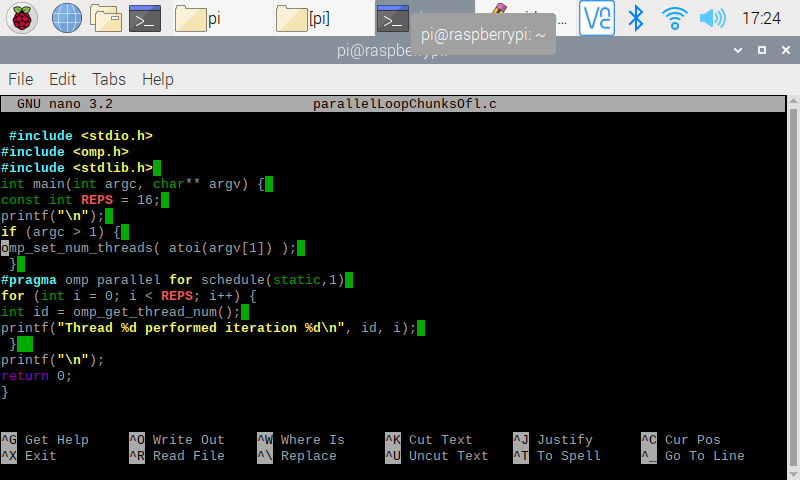 pi
[pi]
17:24
pi@raspberrypi: ~
pi@raspberrypi:
File Edit Tabs Help
GNU nano 3.2 parallelLoopChunksOf1.c
#include <stdio.h>
#include <omp.h>
#include <stdlib.h>
int main(int argc, char** argv) {
const int REPS = 16;
printf("\n");
if (argc > 1) {
omp_set_num_threads( atoi(argv[1]) );
}
#pragma omp parallel for schedule(static,1)
for (int i = 0; i < REPS; i++) {
int id = omp_get_thread_num();
printf("Thread %d performed iteration %d\n", id, i);
}
printf("\n");
return 0;
}
^G Get Help ^O Write Out ^W Where Is ^K Cut Text ^J Justify ^C Cur Pos
^X Exit ^R Read File ^\ Replace ^U Uncut Text ^T To Spell ^_ Go To Line